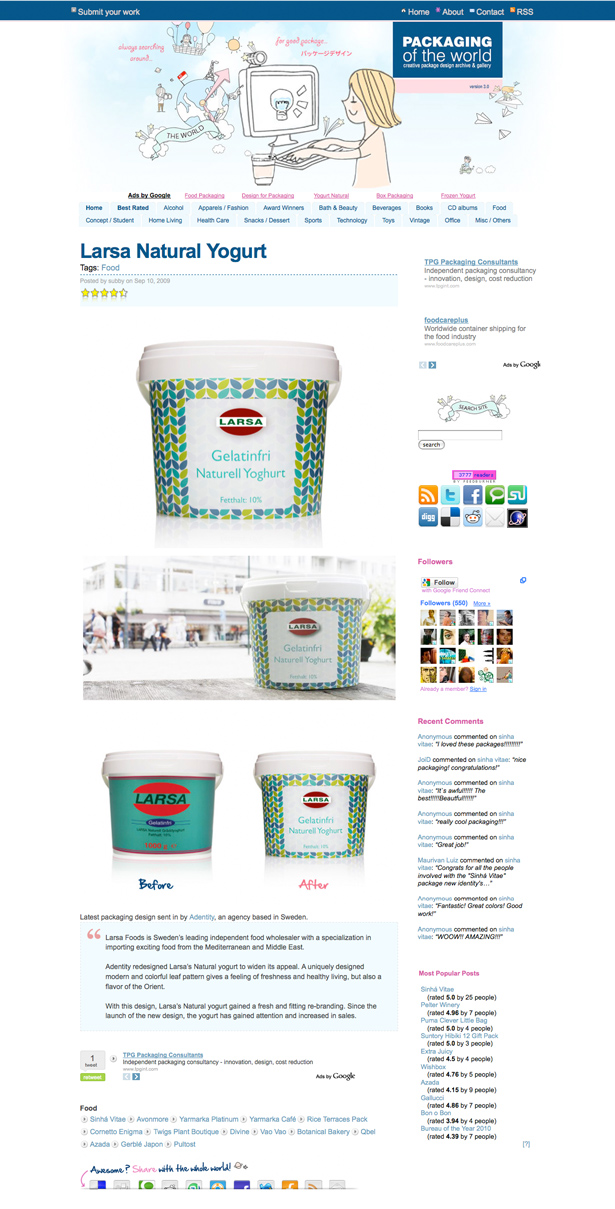 Submit your work
Home About Contact RSS
always searching
around...
for good package...
パッケージデザイン
PACKAGING
of the world
creative package design archive & gallery
version 2.0
THE WORLD
Ads by Google Food Packaging Design for Packaging Yogurt Natural Box Packaging Frozen Yogurt
Home Best Rated Alcohol Apparels / Fashion Award Winners Bath & Beauty Beverages Books CD albums Food
Concept / Student Home Living Health Care Snacks / Dessert Sports Technology Toys Vintage Office Misc / Others
Larsa Natural Yogurt
Tags: Food
Posted by subby on Sep 10, 2009
LARSA
Gelatinfri
Naturell Yoghurt
Fetthalt: 10%
LARSA
Gelatinfri
Naturell Yoghurt
Fetthalt: 10%
LARSA
Gelatinfri
1000 g
LARSA
Gelatinfri
Naturell Yoghurt
Fetthalt: 10%
Before
After
Latest packaging design sent in by Adentity, an agency based in Sweden.
Larsa Foods is Sweden's leading independent food wholesaler with a specialization in
importing exciting food from the Mediterranean and Middle East.
Adentity redesigned Larsa's Natural yogurt to widen its appeal. A uniquely designed
modern and colorful leaf pattern gives a feeling of freshness and healthy living, but also a
flavor of the Orient.
With this design, Larsa's Natural yogurt gained a fresh and fitting re-branding. Since the
launch of the new design, the yogurt has gained attention and increased in sales.
1
tweet
retweet
TPG Packaging Consultants
Independent packaging consultancy - innovation, design, cost reduction
www.tpgint.com
Ads by Google
Food
Sinhá Vitae Avonmore Yarmarka Platinum Yarmarka Café Rice Terraces Pack
Cornetto Enigma Twigs Plant Boutique Divine Vao Vao Botanical Bakery Qbel
Azada Gerblé Japon Pultost
Awesome? Share with the whole world!
TPG Packaging Consultants
Independent packaging consultancy
- innovation, design, cost reduction
www.tpgint.com
foodcareplus
Worldwide container shipping for
the food industry
www.foodcareplus.com
Ads by Google
SEARCH SITE
search
3777 readers
BY FEEDBURNER
digg
Followers
Follow
with Google Friend Connect
Followers (550) More »
Already a member? Sign in
Recent Comments
Anonymous commented on sinha
vitae: "I loved these packages!!!!!!!!!"
JoiD commented on sinha vitae: "nice
packaging! congratulations!"
Anonymous commented on sinha
vitae: "It´s awful!!!!! The
best!!!!!Beautful!!!!!!"
Anonymous commented on sinha
vitae: "really cool packaging!!!"
Anonymous commented on sinha
vitae: "Great job!"
Maurivan Luiz commented on sinha
vitae: "Congrats for all the people
involved with the "Sinhá Vitae"
package new identity's…"
Anonymous commented on sinha
vitae: "Fantastic! Great colors! Good
work!"
Anonymous commented on sinha
vitae: "WOOW!! AMAZING!!!"
Most Popular Posts
Sinhá Vitae
(rated 5.0 by 25 people)
Pelter Winery
(rated 4.96 by 7 people)
Puma Clever Little Bag
(rated 5.0 by 4 people)
Suntory Hibiki 12 Gift Pack
(rated 5.0 by 3 people)
Extra Juicy
(rated 4.5 by 4 people)
Wishbox
(rated 4.76 by 5 people)
Azada
(rated 4.15 by 9 people)
Gallucci
(rated 4.86 by 7 people)
Bon o Bon
(rated 3.94 by 4 people)
Bureau of the Year 2010
(rated 4.39 by 7 people)
[?]